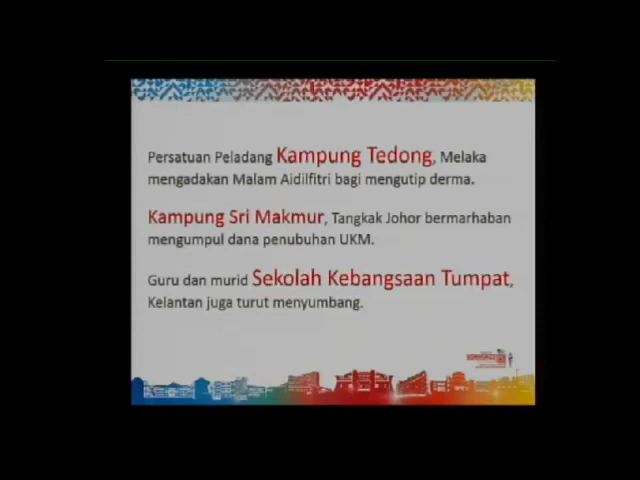 Persatuan Peladang Kampung Tedong, Melaka
mengadakan Malam Aidilfitri bagi mengutip derma.
Kampung Sri Makmur, Tangkak Johor bermarhaban
mengumpul dana penubuhan UKM.
Guru dan murid Sekolah Kebangsaan Tumpat,
Kelantan juga turut menyumbang.